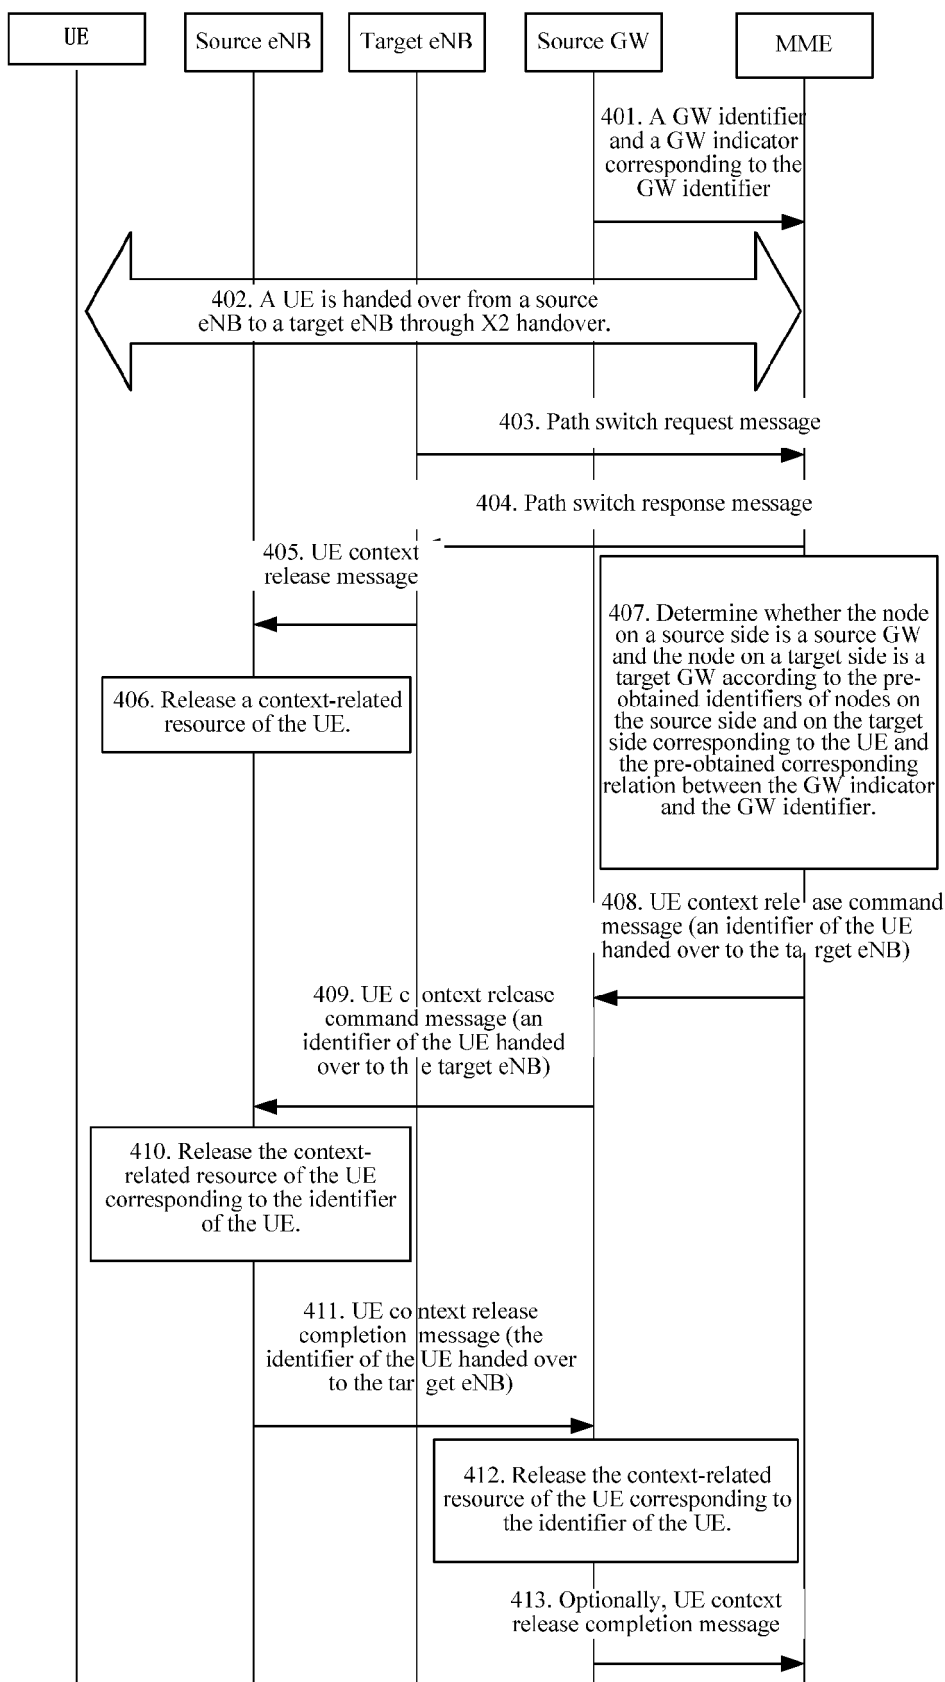 UE
Source eNB
Target eNB
Source GW
MME
401. A GW identifier
and a GW indicator
corresponding to the
GW identifier
402. A UE is handed over from a source
eNB to a target eNB through X2 handover.
403. Path switch request message
404. Path switch response message
405. UE context
release message
406. Release a context-related
resource of the UE.
407. Determine whether the node
on a source side is a source GW
and the node on a target side is a
target GW according to the pre-
obtained identifiers of nodes on
the source side and on the target
side corresponding to the UE and
the pre-obtained corresponding
relation between the GW indicator
and the GW identifier.
408. UE context release command
message (an identifier of the UE
handed over to the target eNB)
409. UE context release
command message (an
identifier of the UE handed
over to the target eNB)
410. Release the context-
related resource of the UE
corresponding to the identifier
of the UE.
411. UE context release
completion message (the
identifier of the UE handed over
to the target eNB)
412. Release the context-related
resource of the UE corresponding to
the identifier of the UE.
413. Optionally, UE context
release completion message